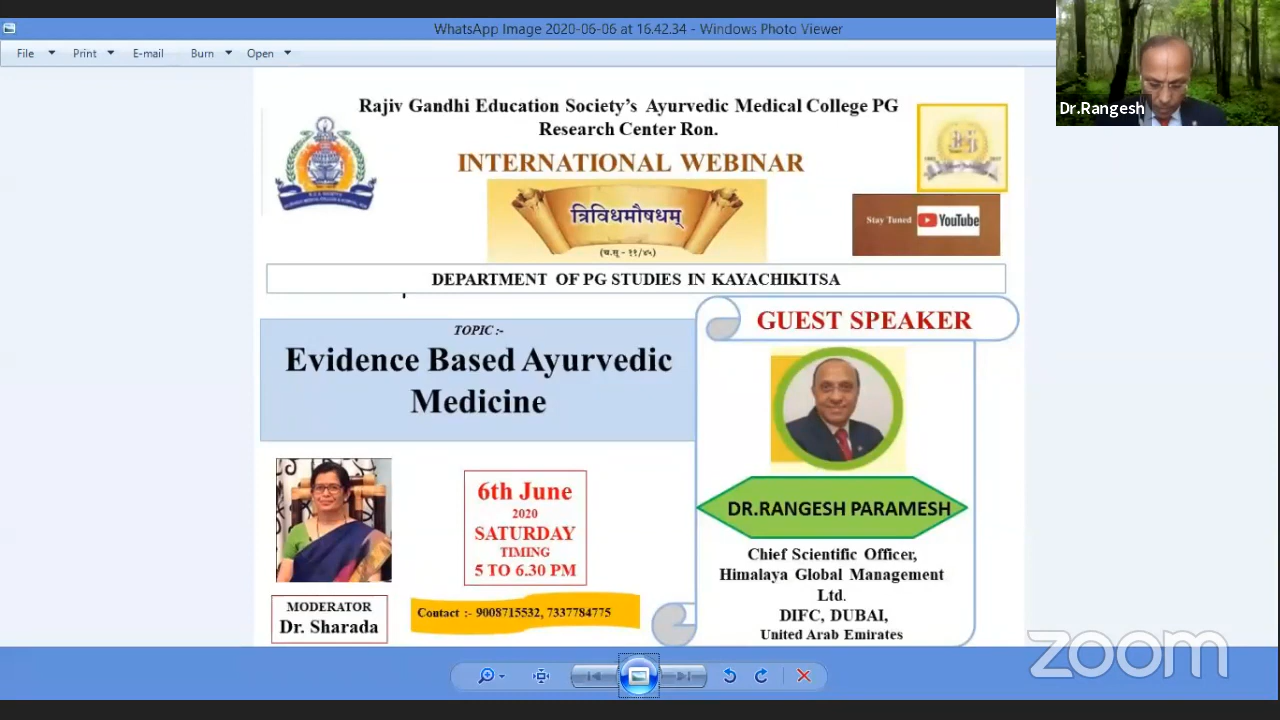 WhatsApp Image 2020-06-06 at 16.42.34 - Windows Photo Viewer
File Print E-mail Burn Open
Dr.Rangesh
Rajiv Gandhi Education Society's Ayurvedic Medical College PG
Research Center Ron.
INTERNATIONAL WEBINAR
त्रिविधमौषधम्
(च.सू - ११/४५)
Stay Tuned YouTube
DEPARTMENT OF PG STUDIES IN KAYACHIKITSA
TOPIC :-
Evidence Based Ayurvedic
Medicine
GUEST SPEAKER
DR.RANGESH PARAMESH
Chief Scientific Officer,
Himalaya Global Management
Ltd.
DIFC, DUBAI,
United Arab Emirates
6th June
2020
SATURDAY
TIMING
5 TO 6.30 PM
MODERATOR
Dr. Sharada
Contact :- 9008715532, 7337784775
zoom